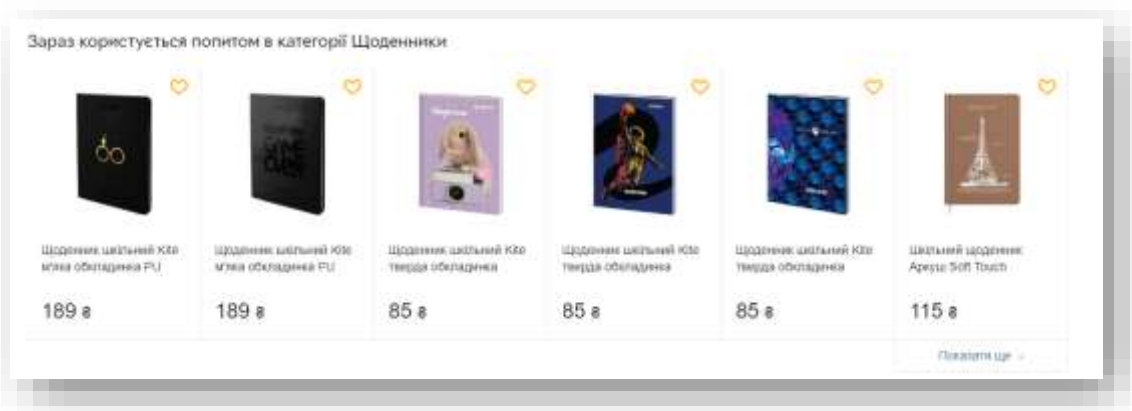 Зараз користується попитом в категорії Щоденники
Щоденник шкільний Kite
м'яка обкладинка PU
189 ₴
Щоденник шкільний Kite
м'яка обкладинка PU
189 ₴
Щоденник шкільний Kite
тверда обкладинка
85 ₴
Щоденник шкільний Kite
тверда обкладинка
85 ₴
Щоденник шкільний Kite
тверда обкладинка
85 ₴
Шкільний щоденник
Аркуш Soft Touch
115 ₴
Показати ще